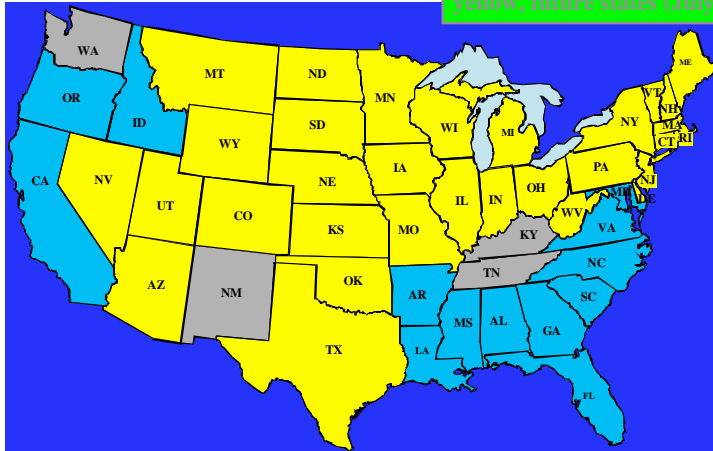 yellow, future states (July
WA
MT
ND
MN
ME
OR
ID
SD
WI
MI
VT
NH
NY
MA
CT RI
WY
IA
NE
PA
NJ
CA
NV
UT
CO
IL
IN
OH
WV
MD
DE
VA
KS
MO
KY
AZ
NM
OK
AR
TN
NC
SC
TX
LA
MS
AL
GA
FL